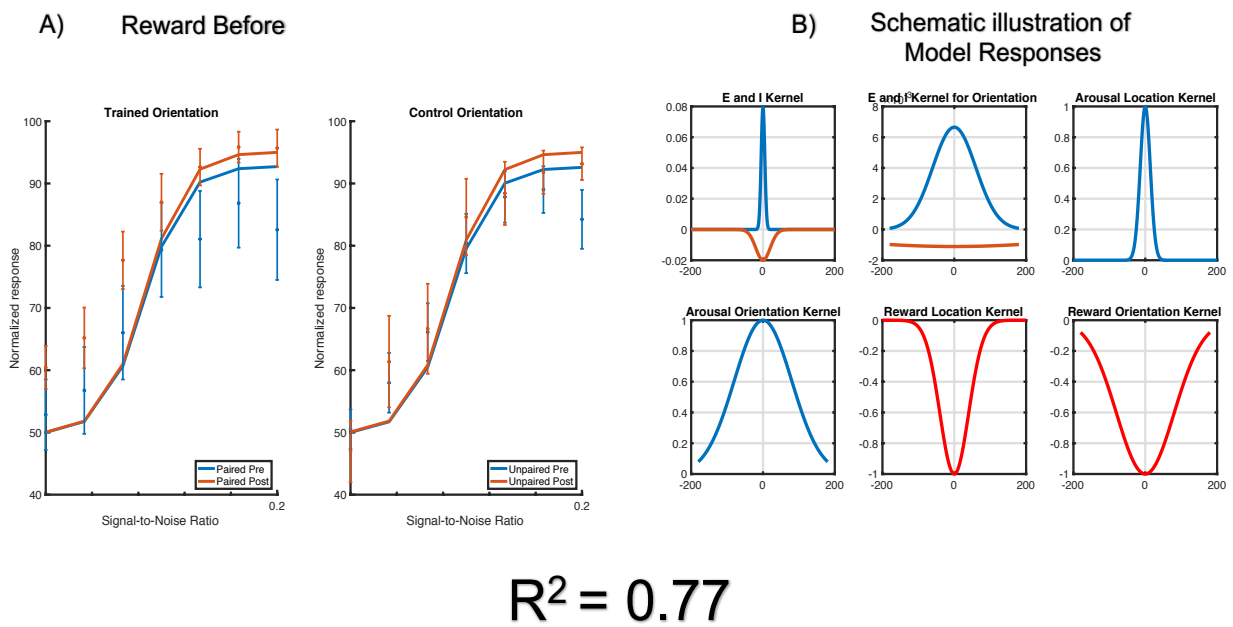 A) Reward Before
B) Schematic illustration of
Model Responses
Trained Orientation
100
90
80
70
60
50
40
Normalized response
Paired Pre
Paired Post
0.2
Signal-to-Noise Ratio
Control Orientation
100
90
80
70
60
50
40
Normalized response
Unpaired Pre
Unpaired Post
0.2
Signal-to-Noise Ratio
E and I Kernel
0.08
0.06
0.04
0.02
0
-0.02
-200 0 200
E and I Kernel for Orientation
8
6
4
2
0
-2
-200 0 200
Arousal Location Kernel
1
0.8
0.6
0.4
0.2
0
-200 0 200
Arousal Orientation Kernel
1
0.8
0.6
0.4
0.2
0
-200 0 200
Reward Location Kernel
0
-0.2
-0.4
-0.6
-0.8
-1
-200 0 200
Reward Orientation Kernel
0
-0.2
-0.4
-0.6
-0.8
-1
-200 0 200
R² = 0.77